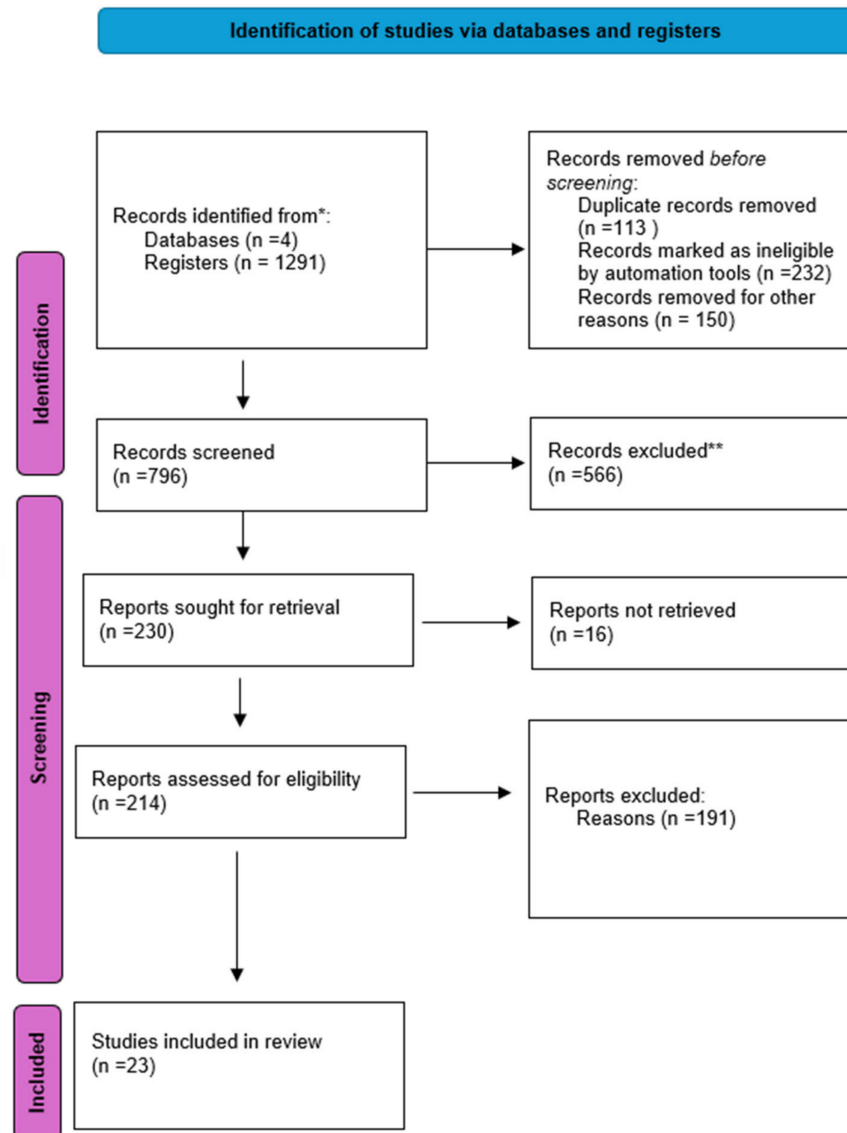 Identification of studies via databases and registers
Records identified from*:
Databases (n =4)
Registers (n = 1291)
Records removed before
screening:
Duplicate records removed
(n =113 )
Records marked as ineligible
by automation tools (n =232)
Records removed for other
reasons (n = 150)
Identification
Records screened
(n =796)
Records excluded**
(n =566)
Screening
Reports sought for retrieval
(n =230)
Reports not retrieved
(n =16)
Reports assessed for eligibility
(n =214)
Reports excluded:
Reasons (n =191)
Included
Studies included in review
(n =23)